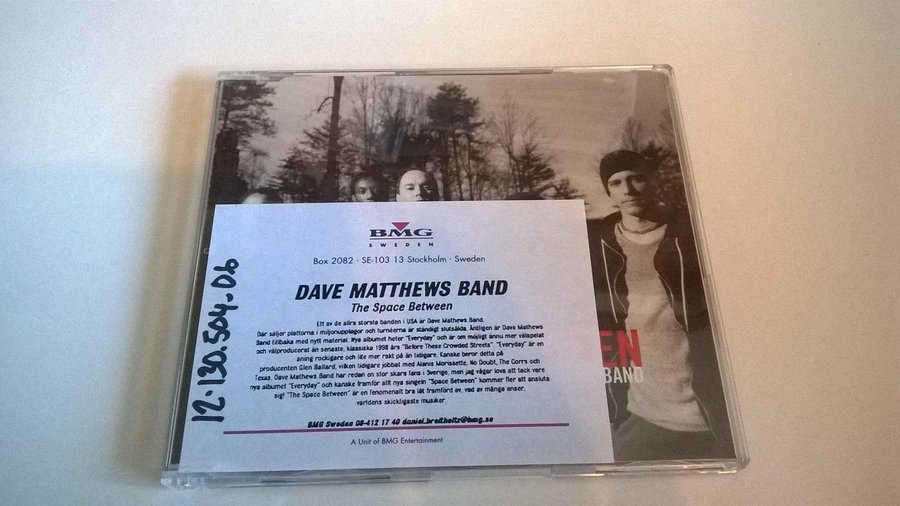 BMG
SWEDEN
Box 2082 · SE-103 13 Stockholm · Sweden
DAVE MATTHEWS BAND
The Space Between
Ett av de allra största banden i USA är Dave Mathews Band.
Där säljer plattorna i miljonupplagor och turnéerna är ständigt slutsålda. Äntligen är Dave Mathews
Band tillbaka med nytt material. Nya albumet heter "Everyday" och är om möjligt ännu mer välspelat
och välproducerat än senaste, klassiska 1998 års "Before These Crowded Streets". "Everyday" är en
aning rockigare och lite mer rakt på än tidigare. Kanske beror detta på
producenten Glen Ballard, vilken tidigare jobbat med Alanis Morissette, No Doubt, The Corrs och
Texas. Dave Mathews Band har redan en stor skara fans i Sverige, men jag vågar lova att tack vare
nya albumet "Everyday" och kanske framför allt nya singeln "Space Between" kommer fler att ansluta
sig! "The Space Between" är en fenomenalt bra låt framförd av, vad av många anser,
världens skickligaste musiker.
BMG Sweden 08-412 17 40 daniel.breitholtz@bmg.se
A Unit of BMG Entertainment
12-130.504-06
EN
BAND